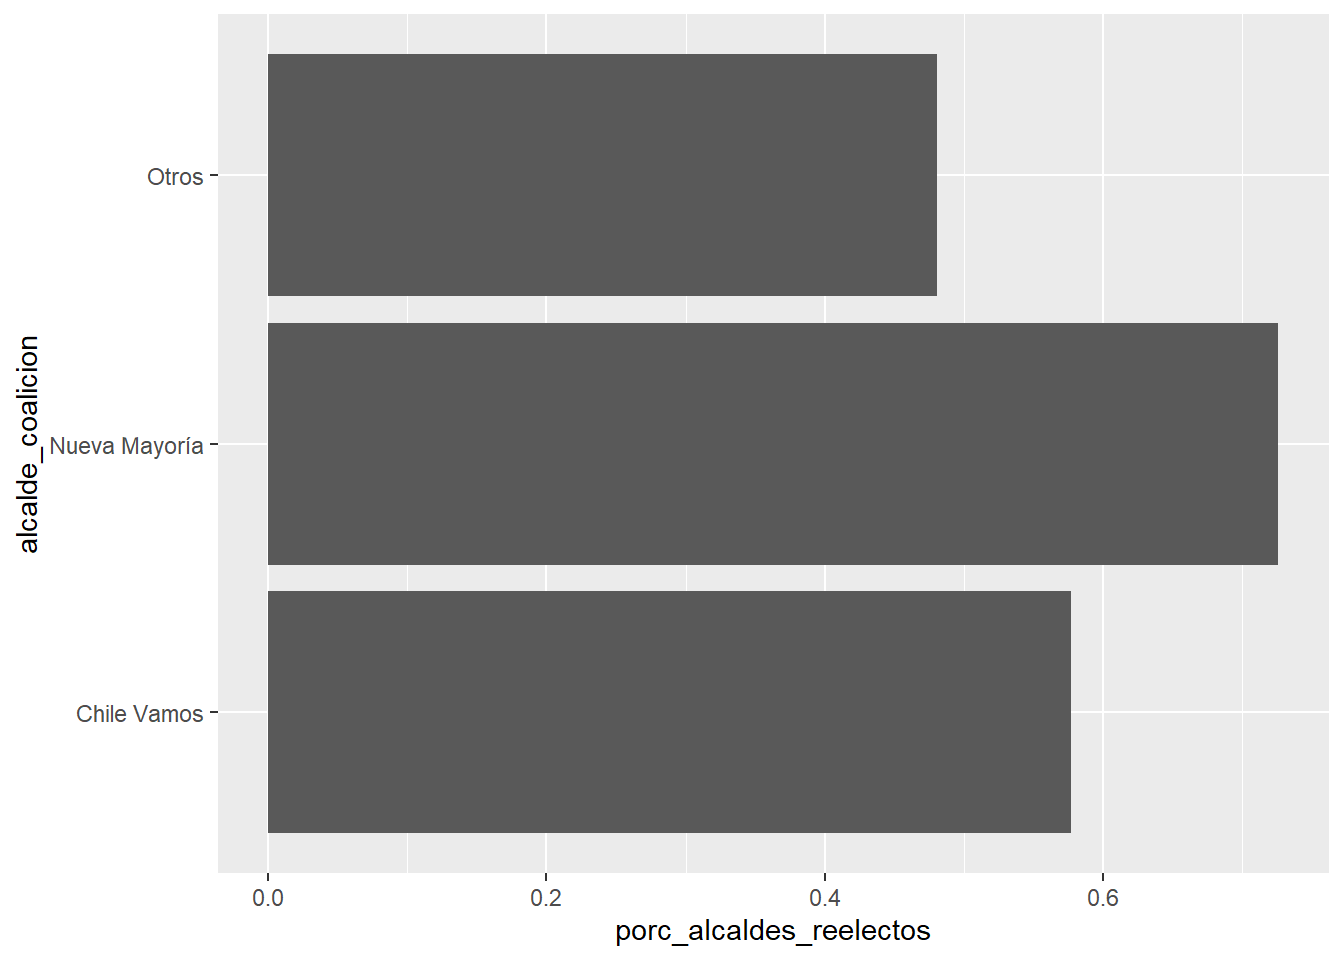 alcalde_coalicion
Otros
Nueva Mayoría
Chile Vamos
0.0 0.2 0.4 0.6
porc_alcaldes_reelectos